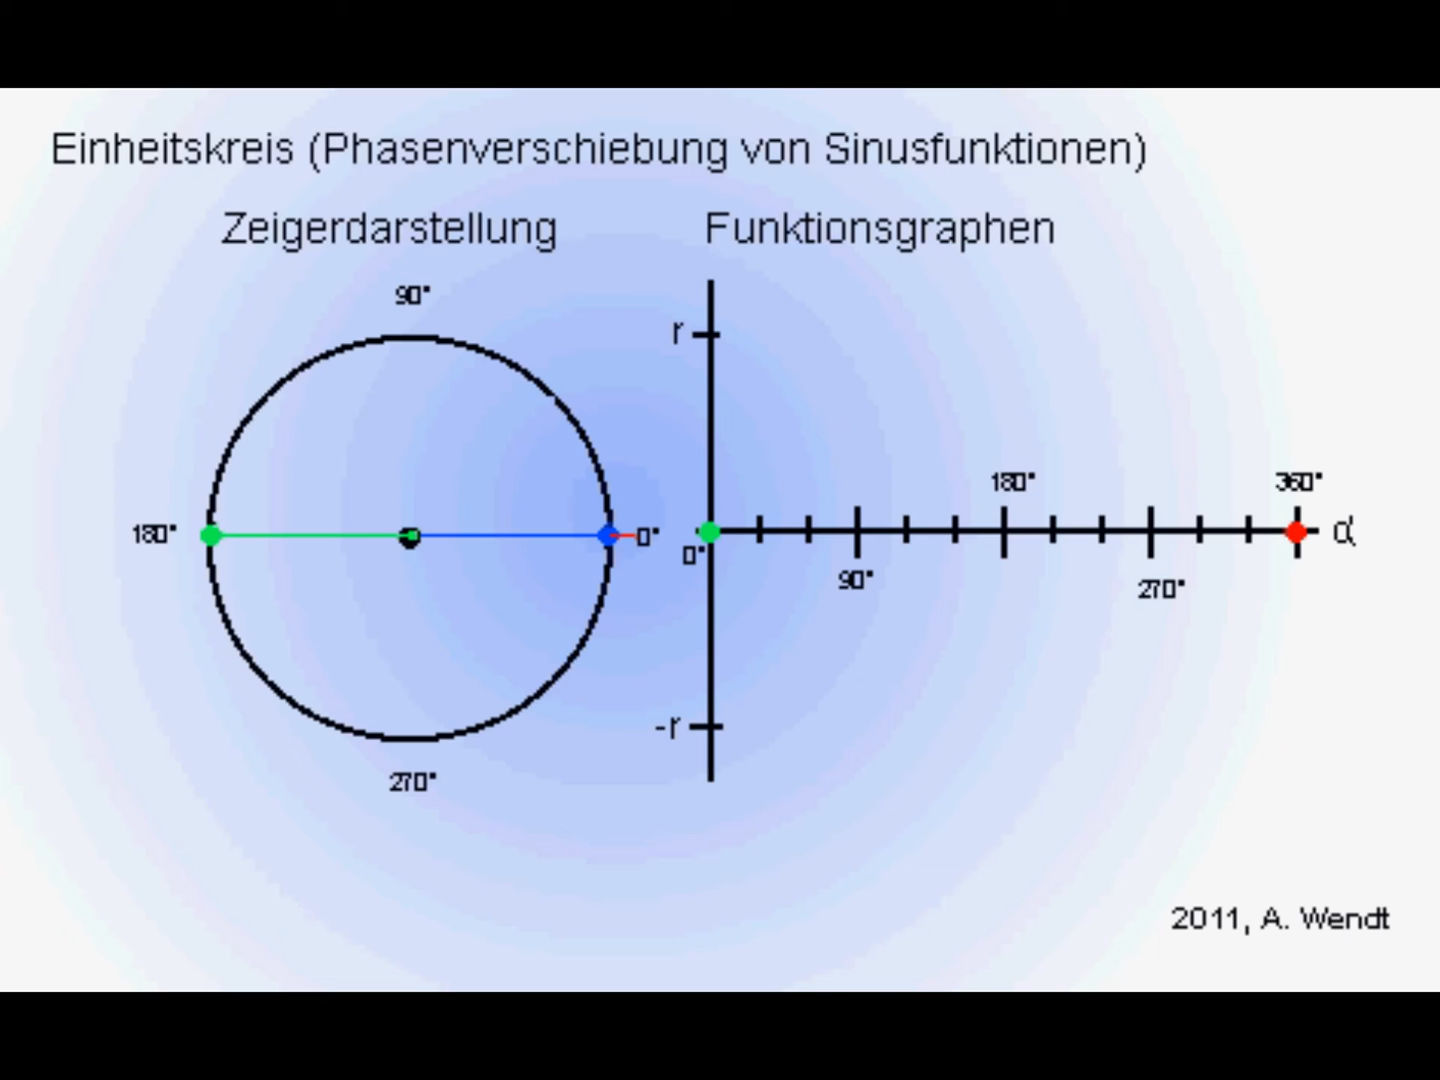 Einheitskreis (Phasenverschiebung von Sinusfunktionen)
Zeigerdarstellung
Funktionsgraphen
90°
r
180° 360°
180° 0° 0° α
90° 270°
-r
270°
2011, A. Wendt